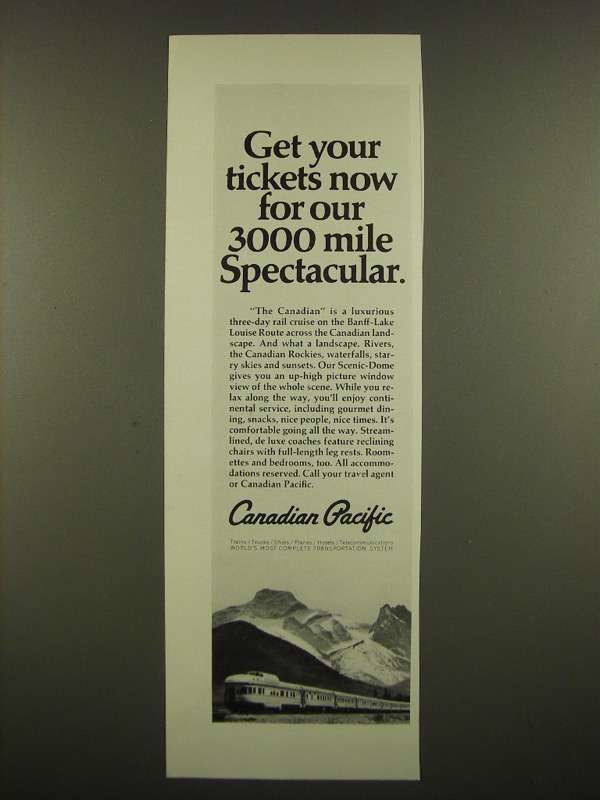 Get your
tickets now
for our
3000 mile
Spectacular.
"The Canadian" is a luxurious
three-day rail cruise on the Banff-Lake
Louise Route across the Canadian land-
scape. And what a landscape. Rivers,
the Canadian Rockies, waterfalls, star-
ry skies and sunsets. Our Scenic-Dome
gives you an up-high picture window
view of the whole scene. While you re-
lax along the way, you'll enjoy conti-
nental service, including gourmet din-
ing, snacks, nice people, nice times. It's
comfortable going all the way. Stream-
lined, de luxe coaches feature reclining
chairs with full-length leg rests. Room-
ettes and bedrooms, too. All accommo-
dations reserved. Call your travel agent
or Canadian Pacific.
Canadian Pacific
Trains / Trucks / Ships / Planes / Hotels / Telecommunications
WORLD'S MOST COMPLETE TRANSPORTATION SYSTEM